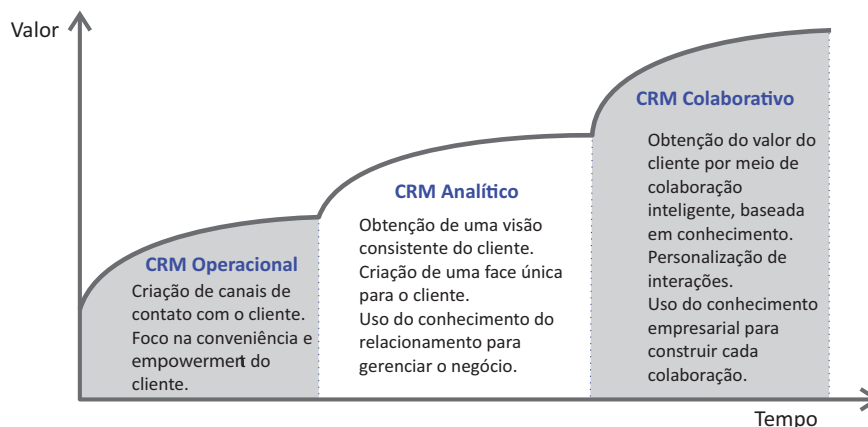 Valor
CRM Operacional
Criação de canais de
contato com o cliente.
Foco na conveniência e
empowerment do
cliente.
CRM Analítico
Obtenção de uma visão
consistente do cliente.
Criação de uma face única
para o cliente.
Uso do conhecimento do
relacionamento para
gerenciar o negócio.
CRM Colaborativo
Obtenção do valor do
cliente por meio de
colaboração
inteligente, baseada
em conhecimento.
Personalização de
interações.
Uso do conhecimento
empresarial para
construir cada
colaboração.
Tempo